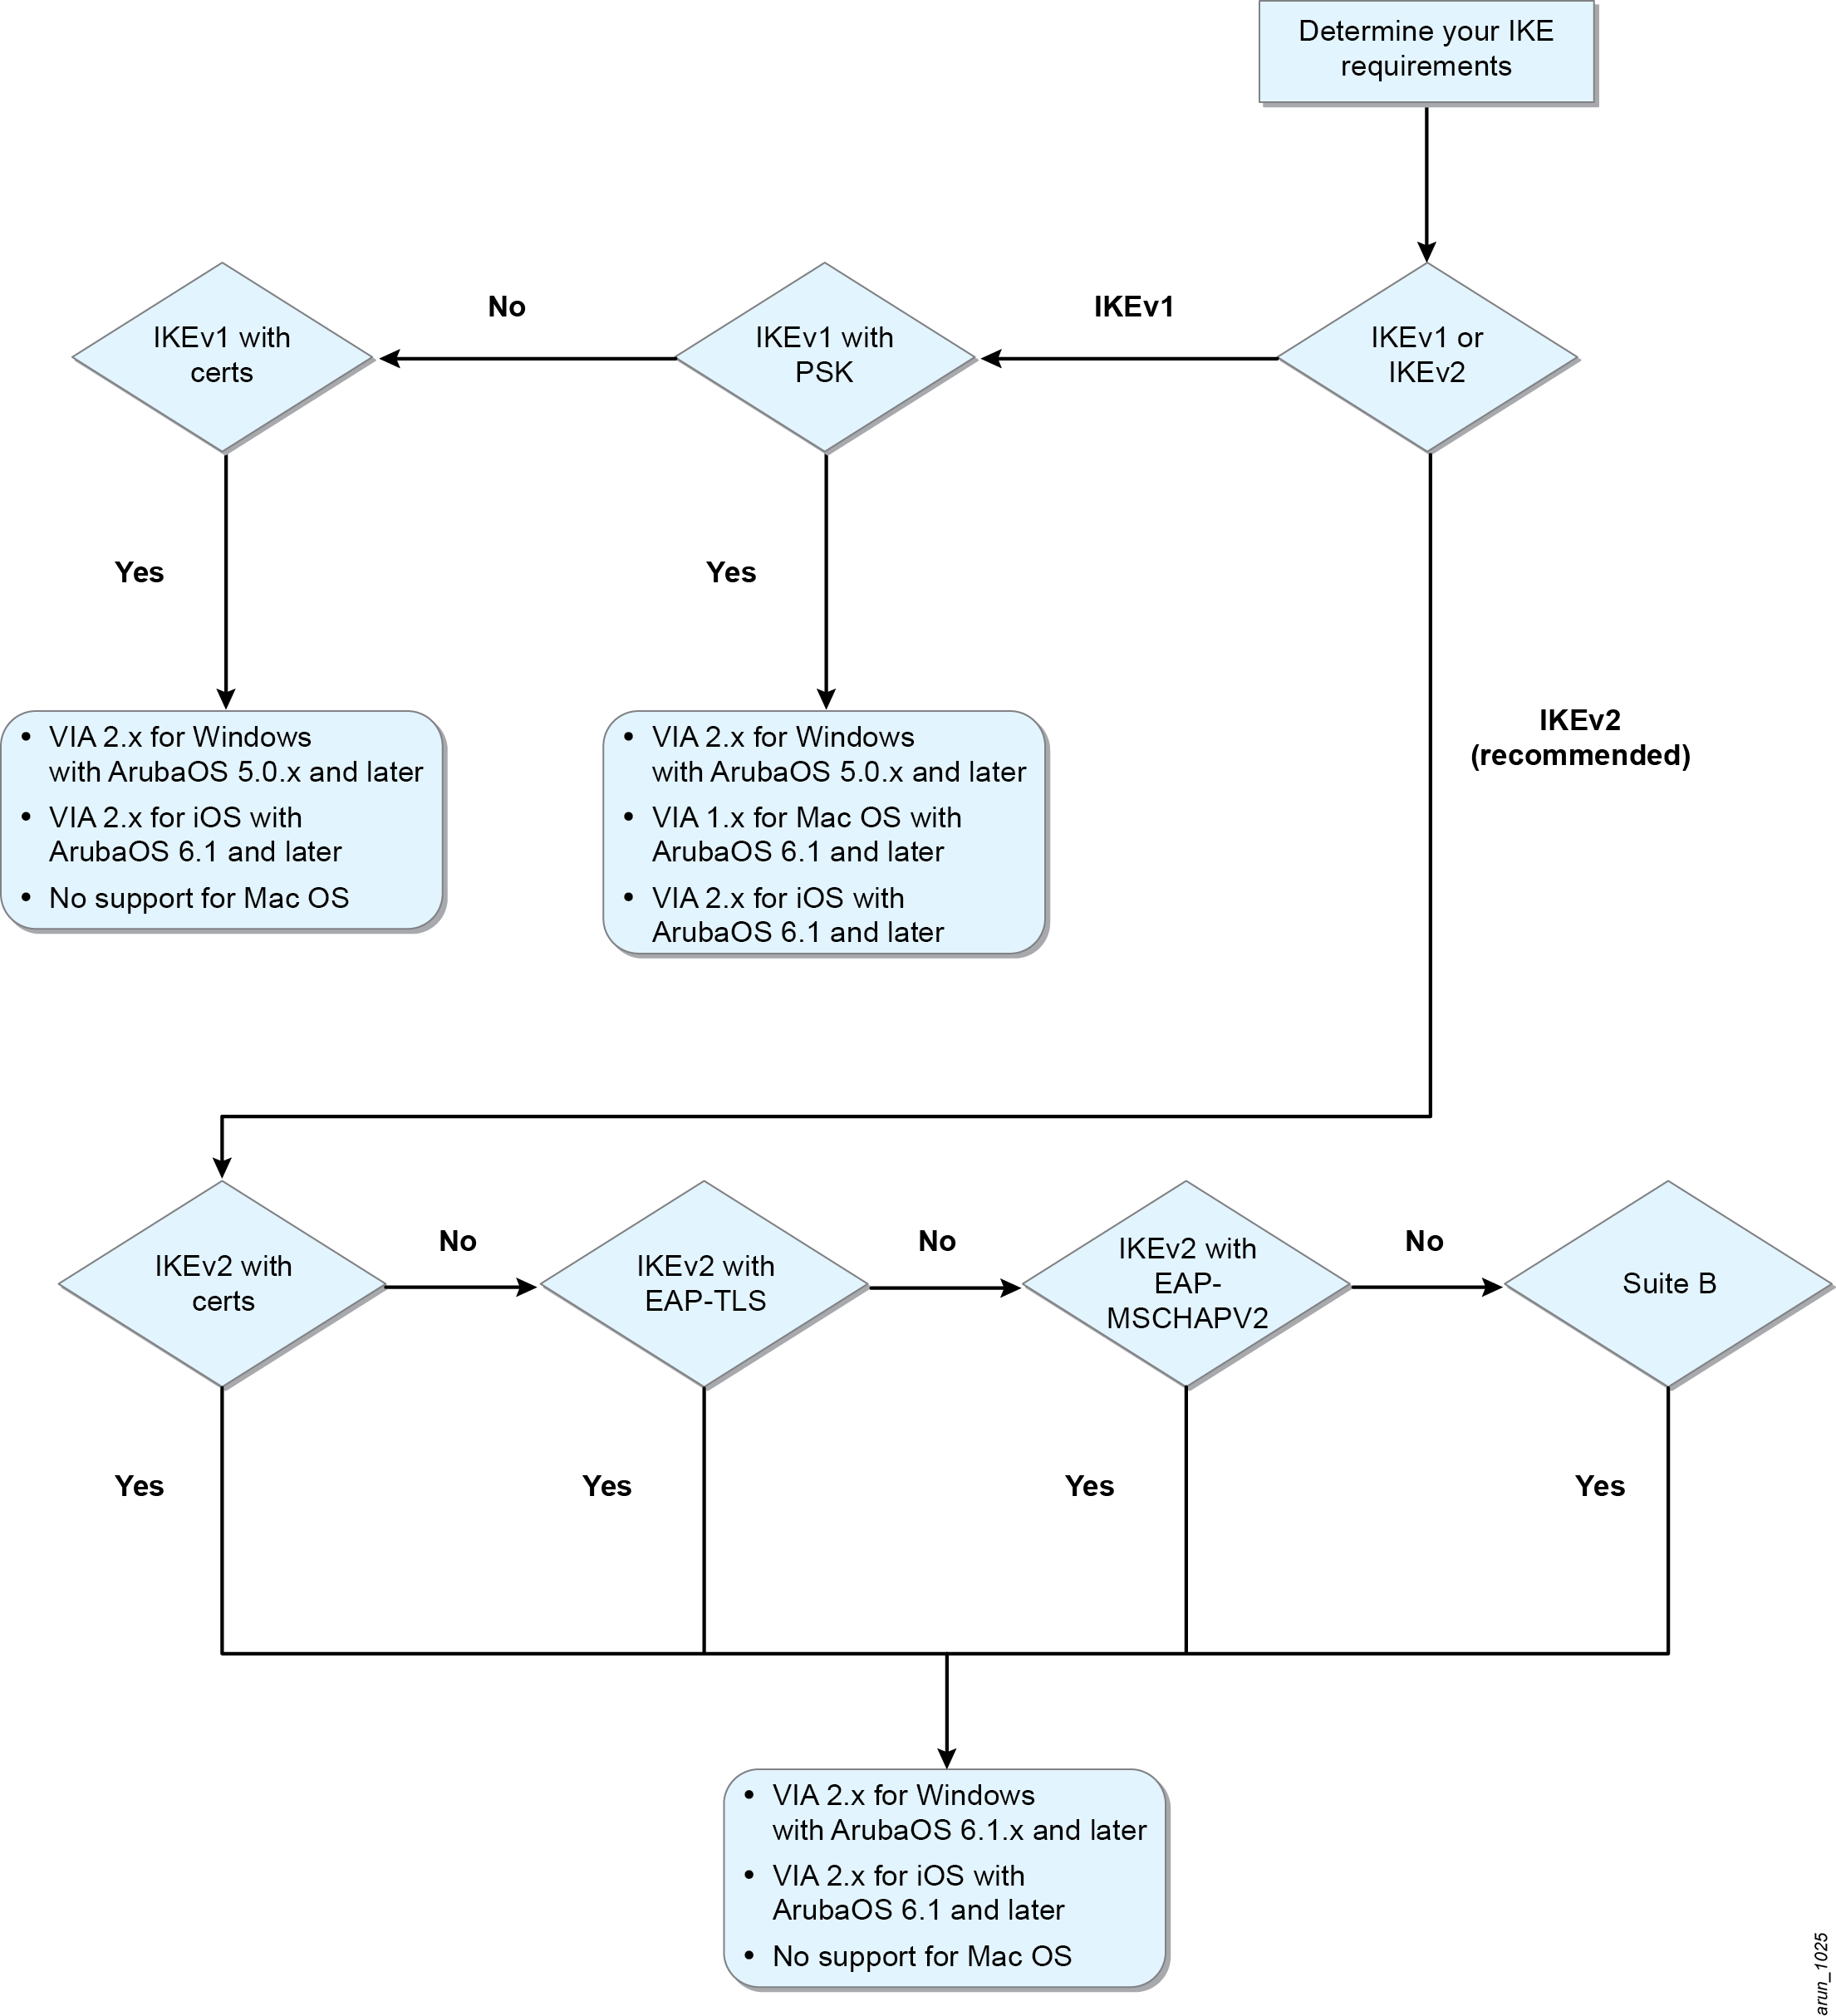 Determine your IKE
requirements
IKEv1 with
certs
No
IKEv1 with
PSK
IKEv1
IKEv1 or
IKEv2
Yes
Yes
• VIA 2.x for Windows
with ArubaOS 5.0.x and later
• VIA 2.x for iOS with
ArubaOS 6.1 and later
• No support for Mac OS
• VIA 2.x for Windows
with ArubaOS 5.0.x and later
• VIA 1.x for Mac OS with
ArubaOS 6.1 and later
• VIA 2.x for iOS with
ArubaOS 6.1 and later
IKEv2
(recommended)
IKEv2 with
certs
No
IKEv2 with
EAP-TLS
No
IKEv2 with
EAP-
MSCHAPV2
No
Suite B
Yes
Yes
Yes
Yes
• VIA 2.x for Windows
with ArubaOS 6.1.x and later
• VIA 2.x for iOS with
ArubaOS 6.1 and later
• No support for Mac OS
arun_1025